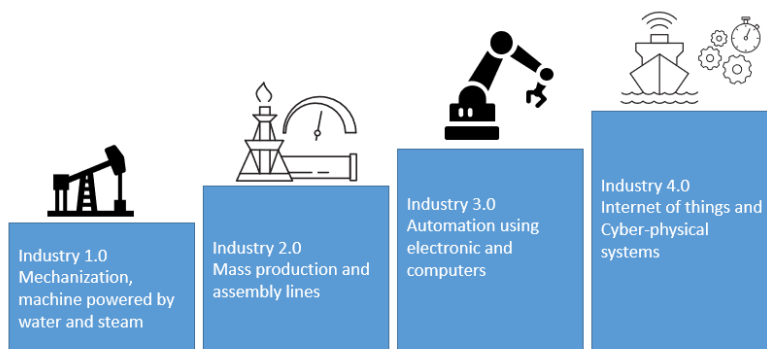 Industry 1.0
Mechanization,
machine powered by
water and steam
Industry 2.0
Mass production and
assembly lines
Industry 3.0
Automation using
electronic and
computers
Industry 4.0
Internet of things and
Cyber-physical
systems